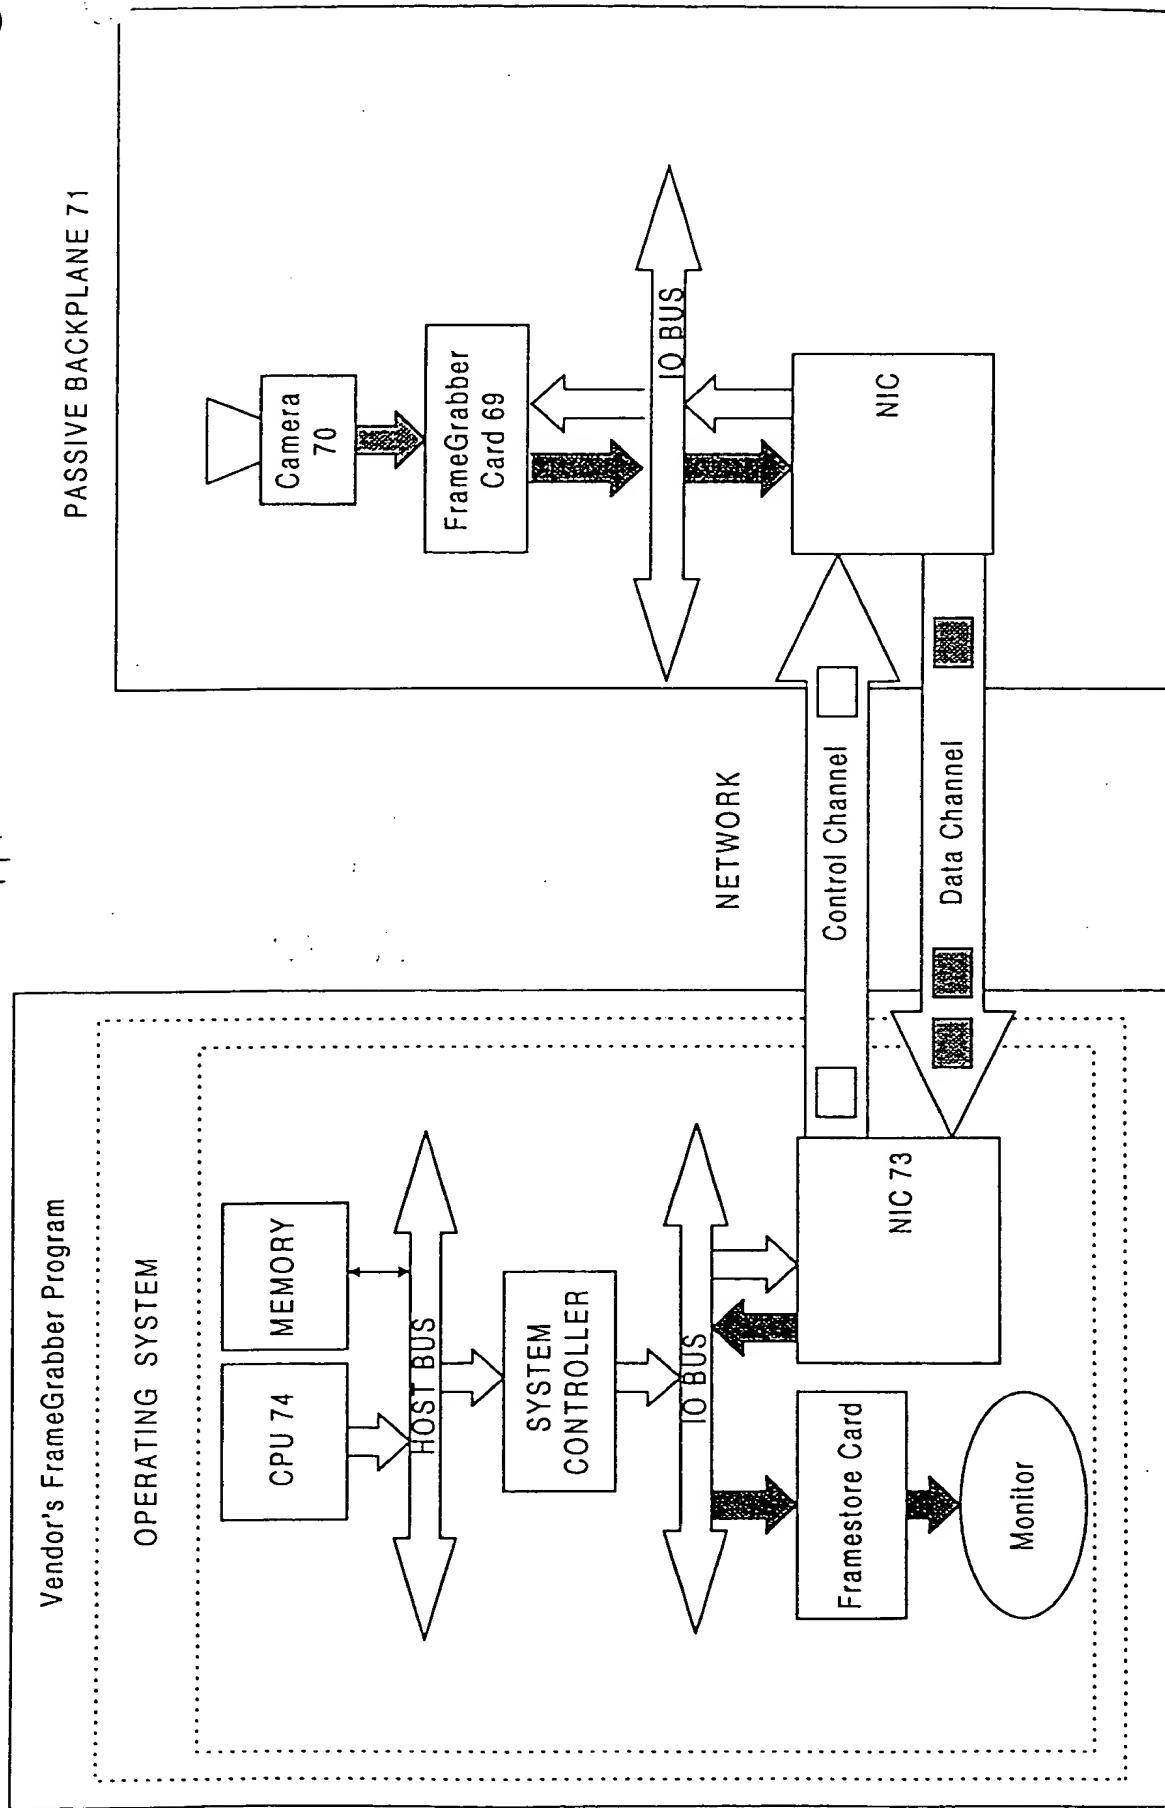 Vendor's FrameGrabber Program
OPERATING SYSTEM
CPU 74
MEMORY
HOST BUS
SYSTEM
CONTROLLER
IO BUS
Framestore Card
NIC 73
Monitor
NETWORK
Control Channel
Data Channel
PASSIVE BACKPLANE 71
Camera
70
FrameGrabber
Card 69
IO BUS
NIC